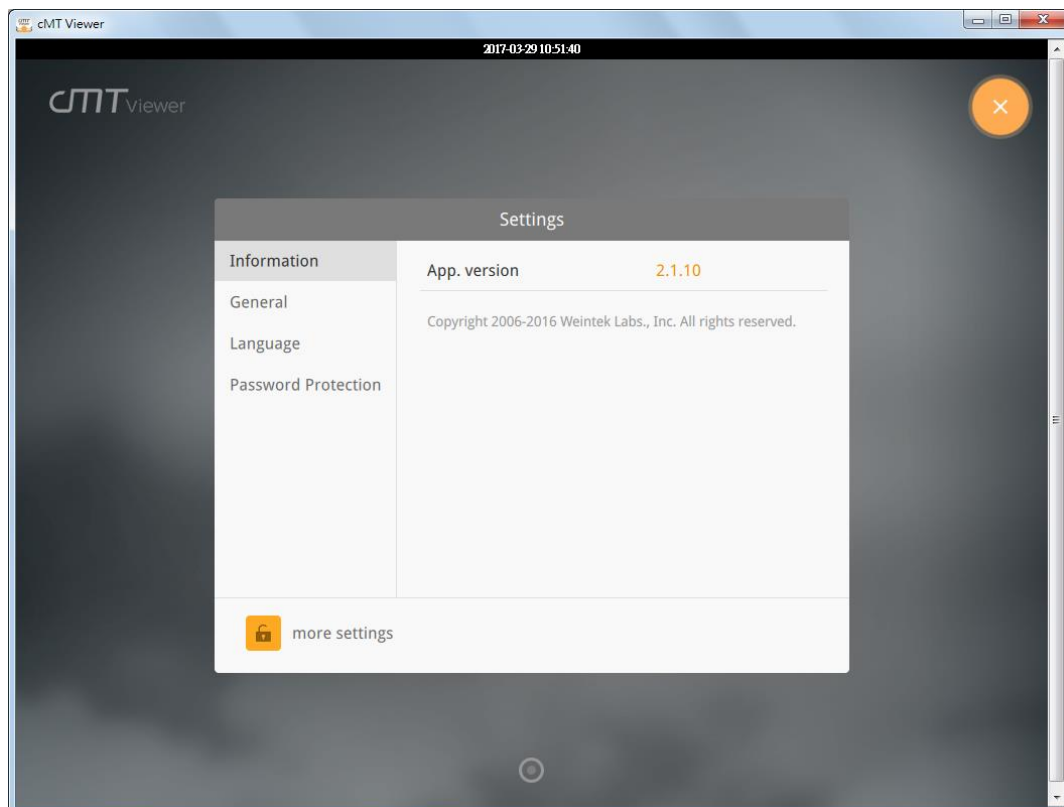 cMT Viewer
2017-03-29 10:51:40
cMT Viewer
Settings
Information
General
Language
Password Protection
App. version 2.1.10
Copyright 2006-2016 Weintek Labs., Inc. All rights reserved.
more settings